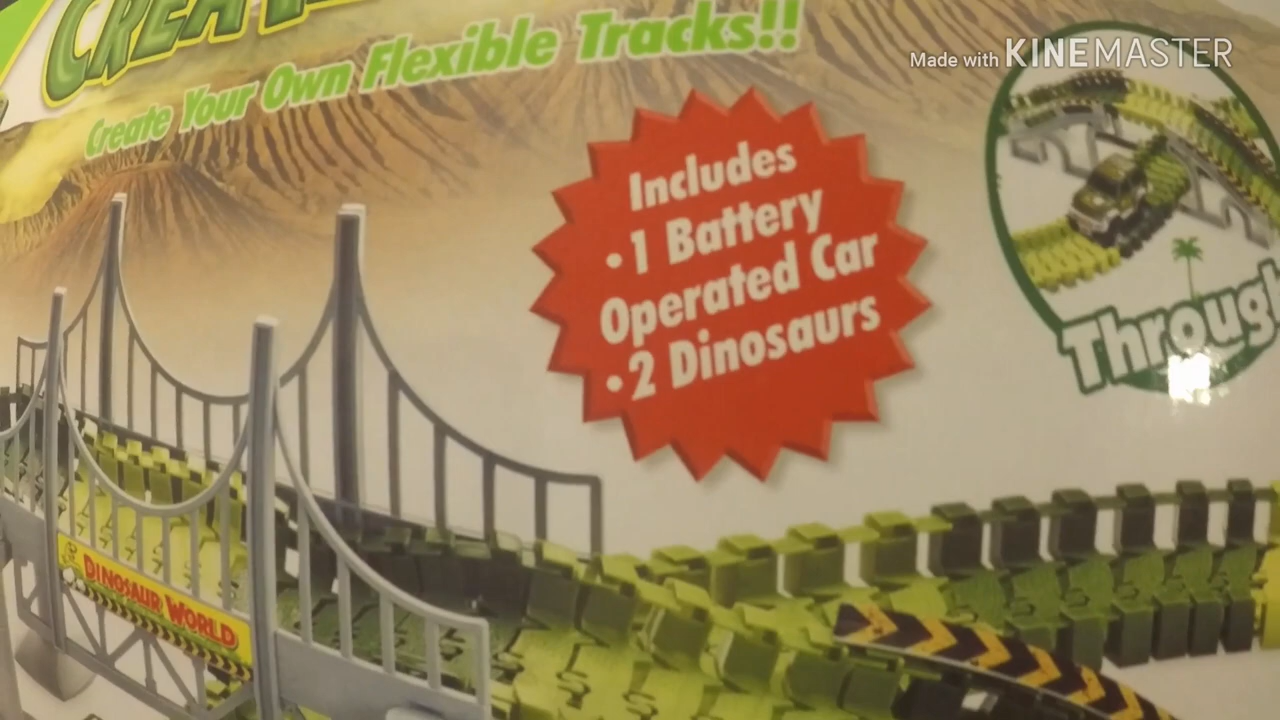 Create Your Own Flexible Tracks!!
Made with KINEMASTER
Includes
• 1 Battery
Operated Car
• 2 Dinosaurs
DINOSAUR WORLD